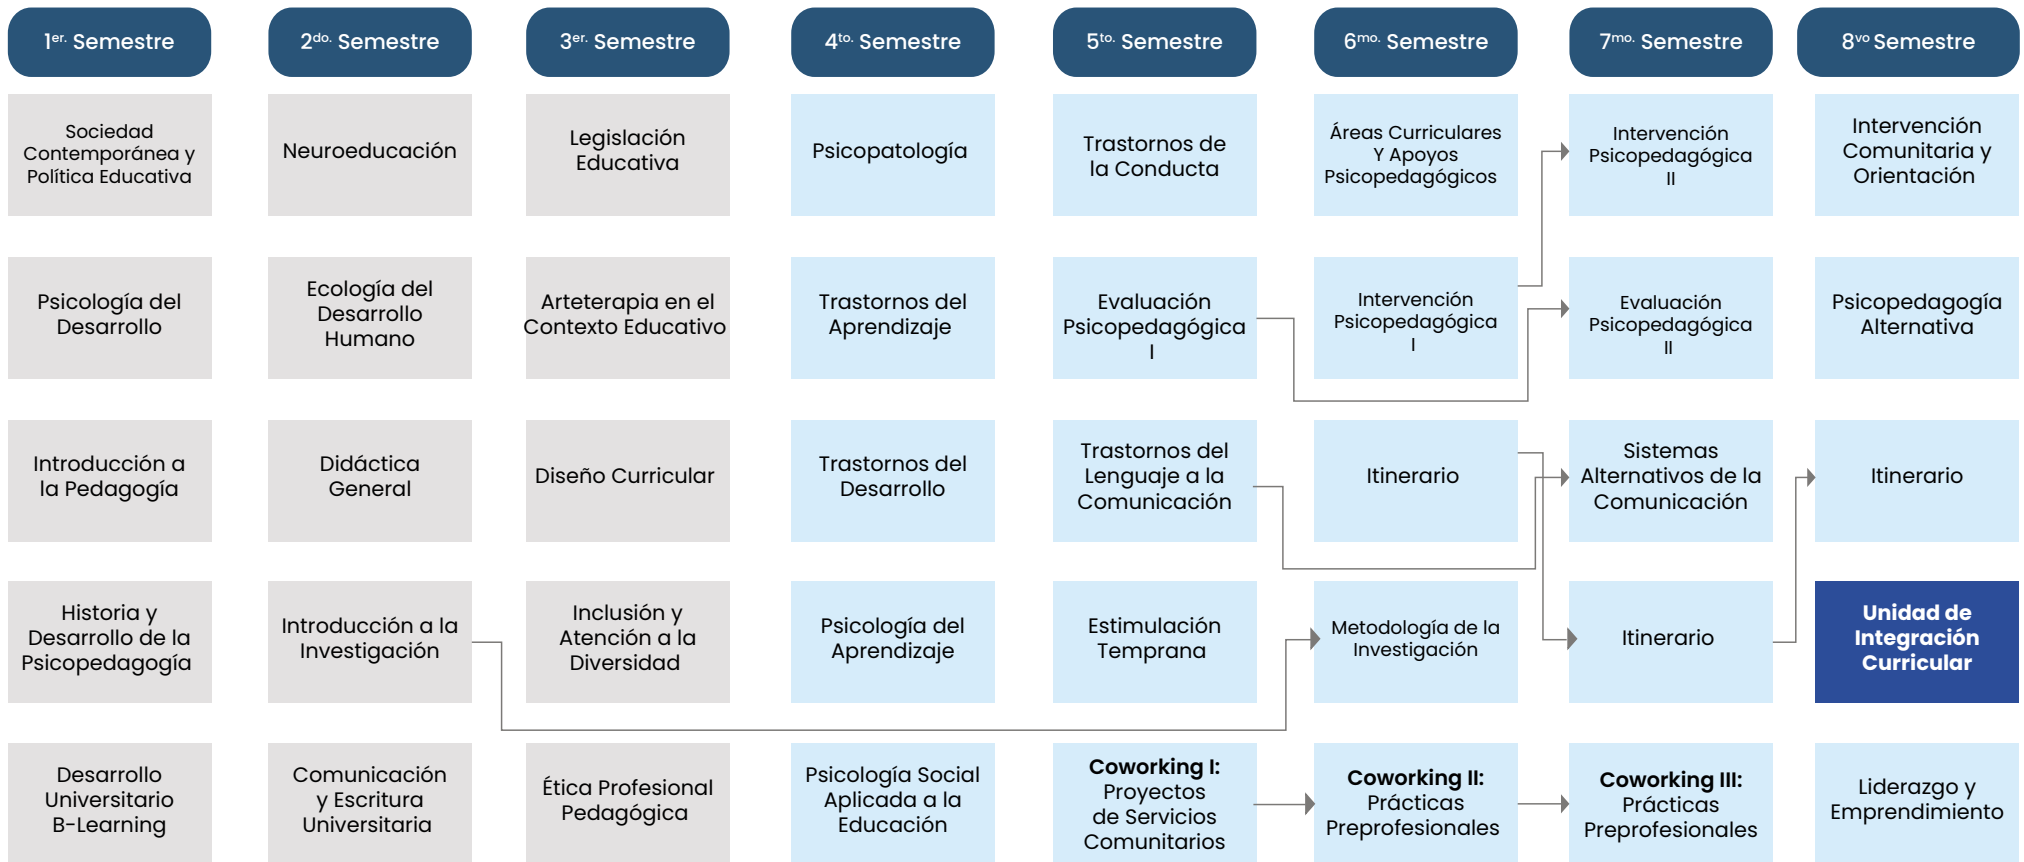 1er. Semestre
2do. Semestre
3er. Semestre
4to. Semestre
5to. Semestre
6mo. Semestre
7mo. Semestre
8vo Semestre
Sociedad
Contemporánea y
Política Educativa
Neuroeducación
Legislación
Educativa
Psicopatología
Trastornos de
la Conducta
Áreas Curriculares
Y Apoyos
Psicopedagógicos
Intervención
Psicopedagógica
II
Intervención
Comunitaria y
Orientación
Psicología del
Desarrollo
Ecología del
Desarrollo
Humano
Arteterapia en el
Contexto Educativo
Trastornos del
Aprendizaje
Evaluación
Psicopedagógica
I
Intervención
Psicopedagógica
I
Evaluación
Psicopedagógica
II
Psicopedagogía
Alternativa
Introducción a
la Pedagogía
Didáctica
General
Diseño Curricular
Trastornos del
Desarrollo
Trastornos del
Lenguaje a la
Comunicación
Itinerario
Sistemas
Alternativos de la
Comunicación
Itinerario
Historia y
Desarrollo de la
Psicopedagogía
Introducción a la
Investigación
Inclusión y
Atención a la
Diversidad
Psicología del
Aprendizaje
Estimulación
Temprana
Metodología de la
Investigación
Itinerario
Unidad de
Integración
Curricular
Desarrollo
Universitario
B-Learning
Comunicación
y Escritura
Universitaria
Ética Profesional
Pedagógica
Psicología Social
Aplicada a la
Educación
Coworking I:
Proyectos
de Servicios
Comunitarios
Coworking II:
Prácticas
Preprofesionales
Coworking III:
Prácticas
Preprofesionales
Liderazgo y
Emprendimiento